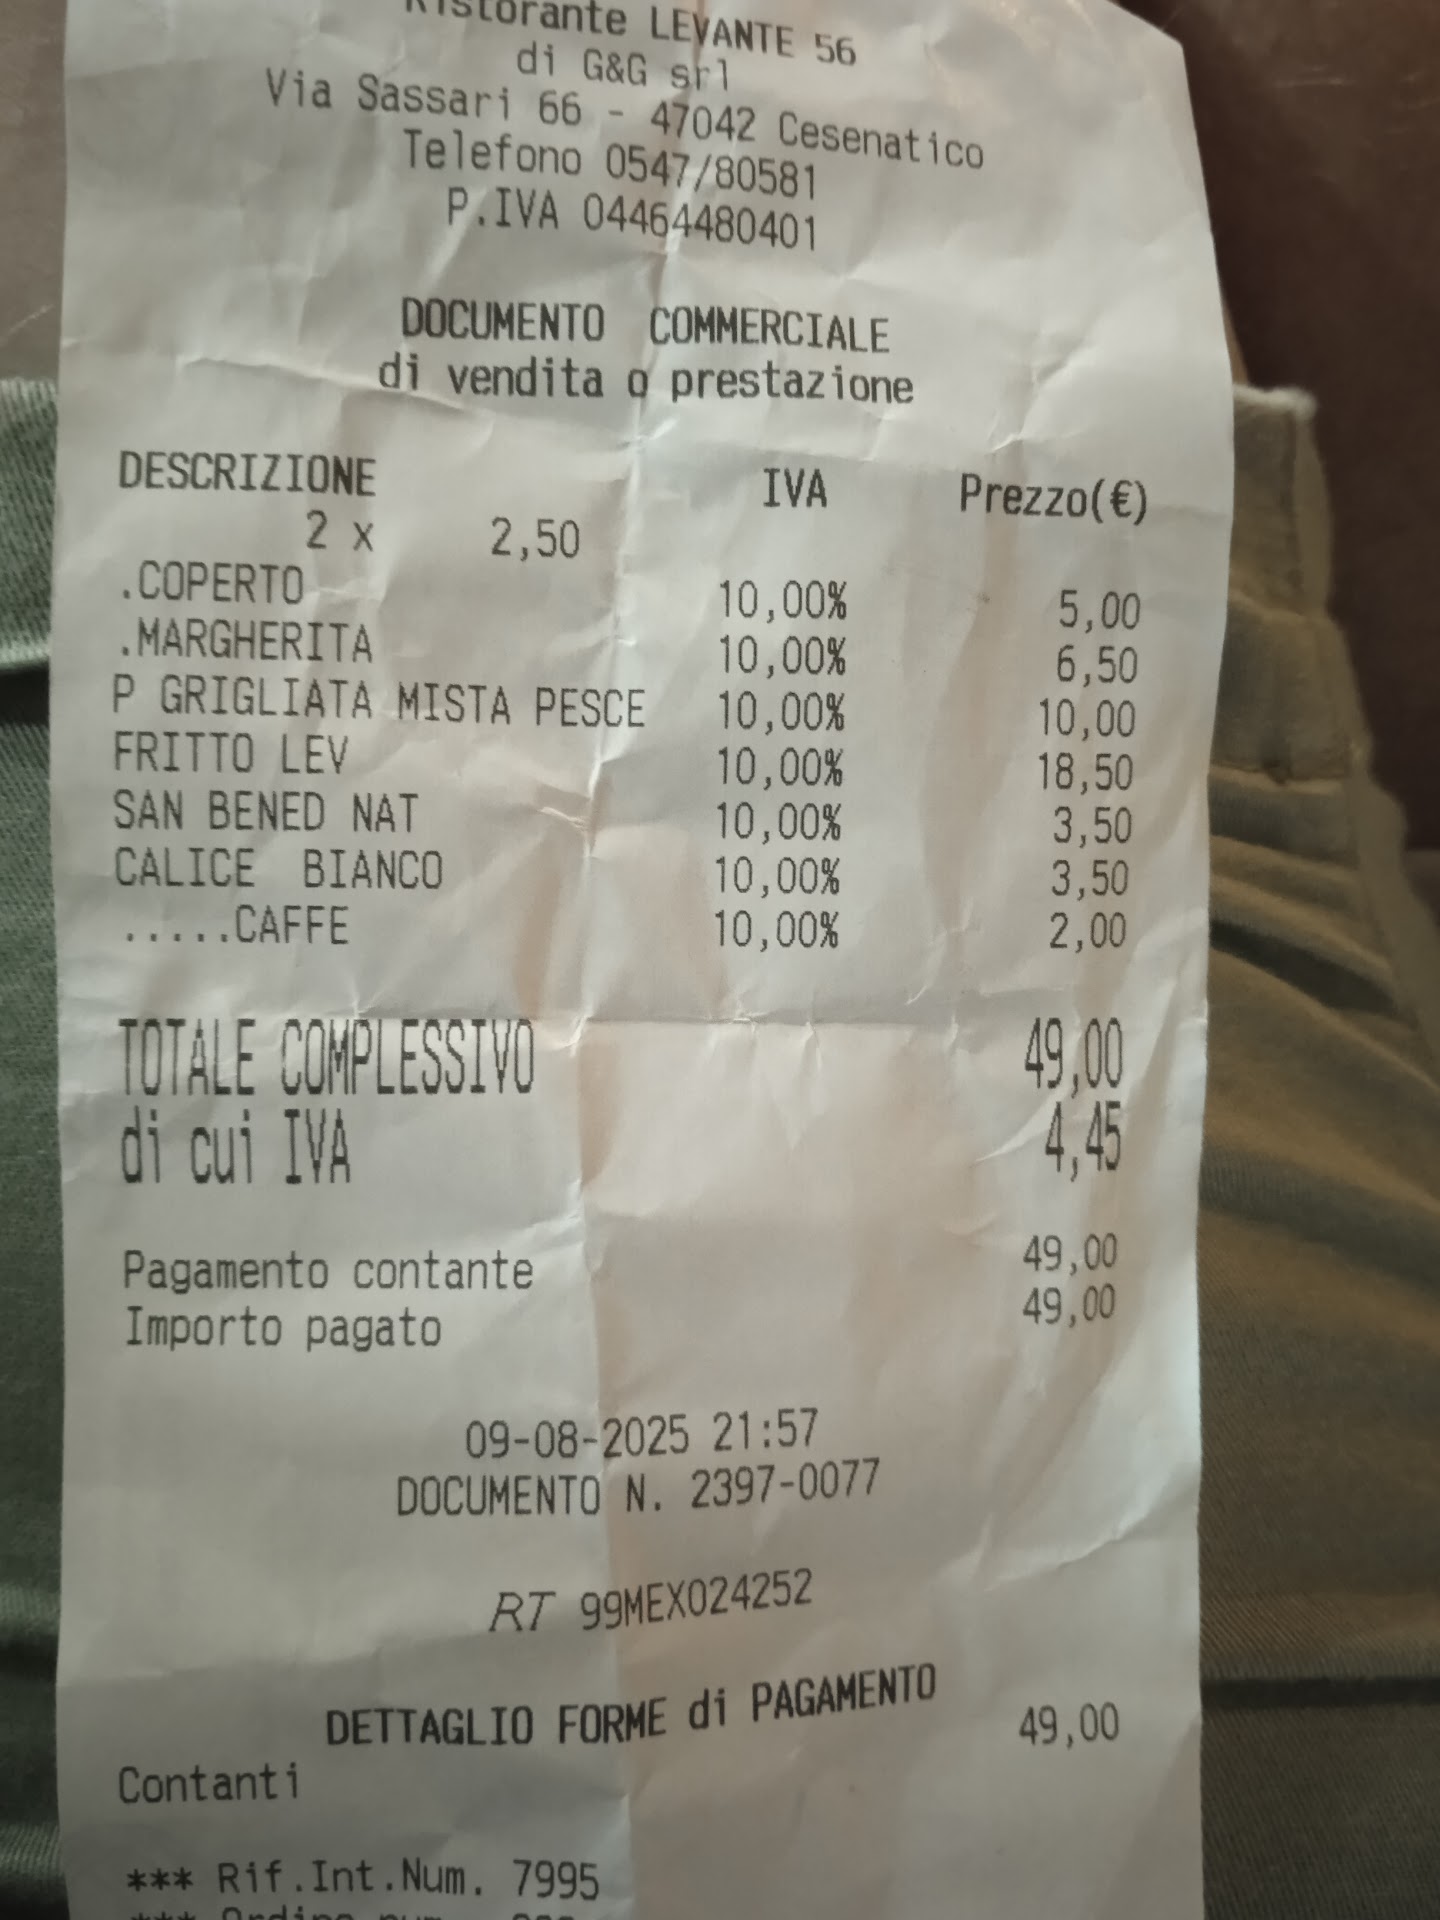 Ristorante LEVANTE 56
di G&G srl
Via Sassari 66 - 47042 Cesenatico
Telefono 0547/80581
P.IVA 04464480401
DOCUMENTO COMMERCIALE
di vendita o prestazione
DESCRIZIONE IVA Prezzo(€)
2 x 2,50
.COPERTO 10,00% 5,00
.MARGHERITA 10,00% 6,50
P GRIGLIATA MISTA PESCE 10,00% 10,00
FRITTO LEV 10,00% 18,50
SAN BENED NAT 10,00% 3,50
CALICE BIANCO 10,00% 3,50
.....CAFFE 10,00% 2,00
TOTALE COMPLESSIVO 49,00
di cui IVA 4,45
Pagamento contante 49,00
Importo pagato 49,00
09-08-2025 21:57
DOCUMENTO N. 2397-0077
RT 99MEX024252
DETTAGLIO FORME di PAGAMENTO
Contanti 49,00
*** Rif.Int.Num. 7995
*** Ordine num.